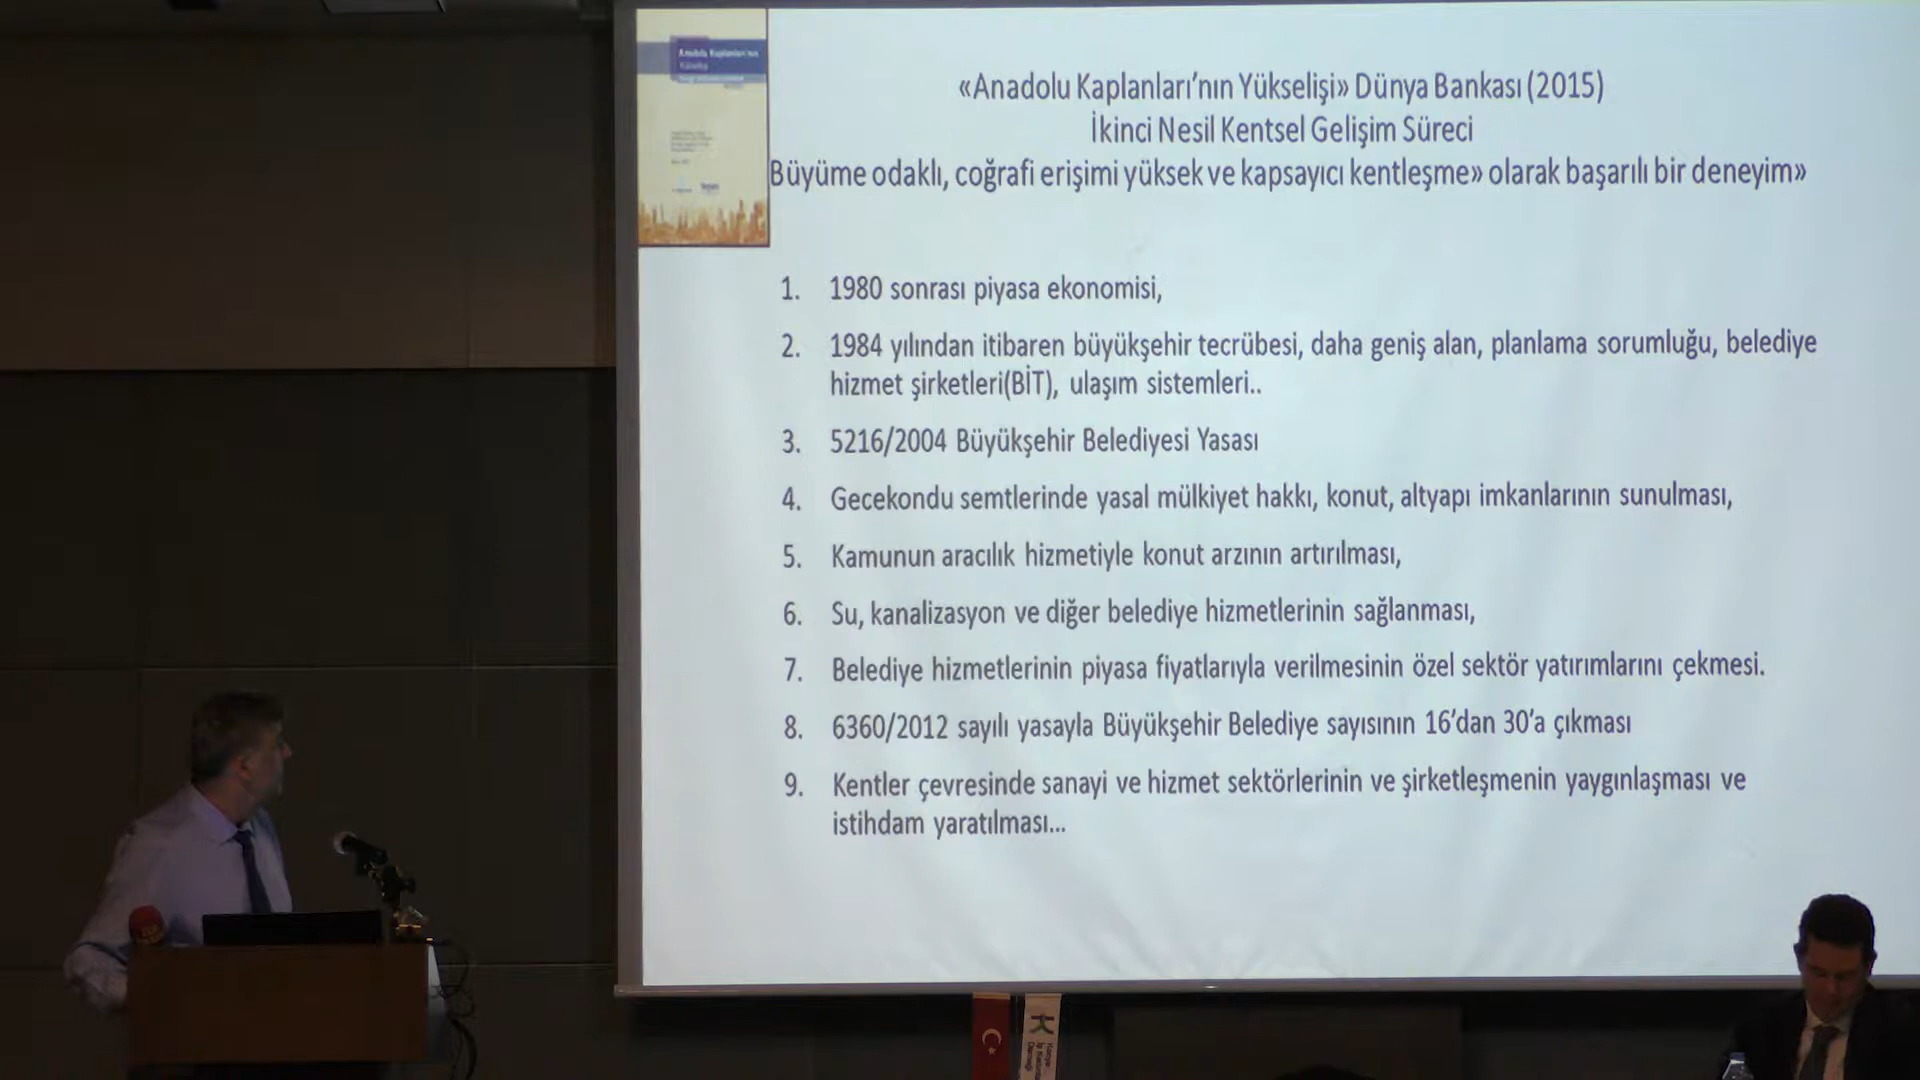 Anadolu Kaplanları'nın
Yükselişi
«Anadolu Kaplanları’nın Yükselişi» Dünya Bankası (2015)
İkinci Nesil Kentsel Gelişim Süreci
Büyüme odaklı, coğrafi erişimi yüksek ve kapsayıcı kentleşme» olarak başarılı bir deneyim»
1. 1980 sonrası piyasa ekonomisi,
2. 1984 yılından itibaren büyükşehir tecrübesi, daha geniş alan, planlama sorumluğu, belediye
hizmet şirketleri(BİT), ulaşım sistemleri..
3. 5216/2004 Büyükşehir Belediyesi Yasası
4. Gecekondu semtlerinde yasal mülkiyet hakkı, konut, altyapı imkanlarının sunulması,
5. Kamunun aracılık hizmetiyle konut arzının artırılması,
6. Su, kanalizasyon ve diğer belediye hizmetlerinin sağlanması,
7. Belediye hizmetlerinin piyasa fiyatlarıyla verilmesinin özel sektör yatırımlarını çekmesi.
8. 6360/2012 sayılı yasayla Büyükşehir Belediye sayısının 16’dan 30’a çıkması
9. Kentler çevresinde sanayi ve hizmet sektörlerinin ve şirketleşmenin yaygınlaşması ve
istihdam yaratılması...